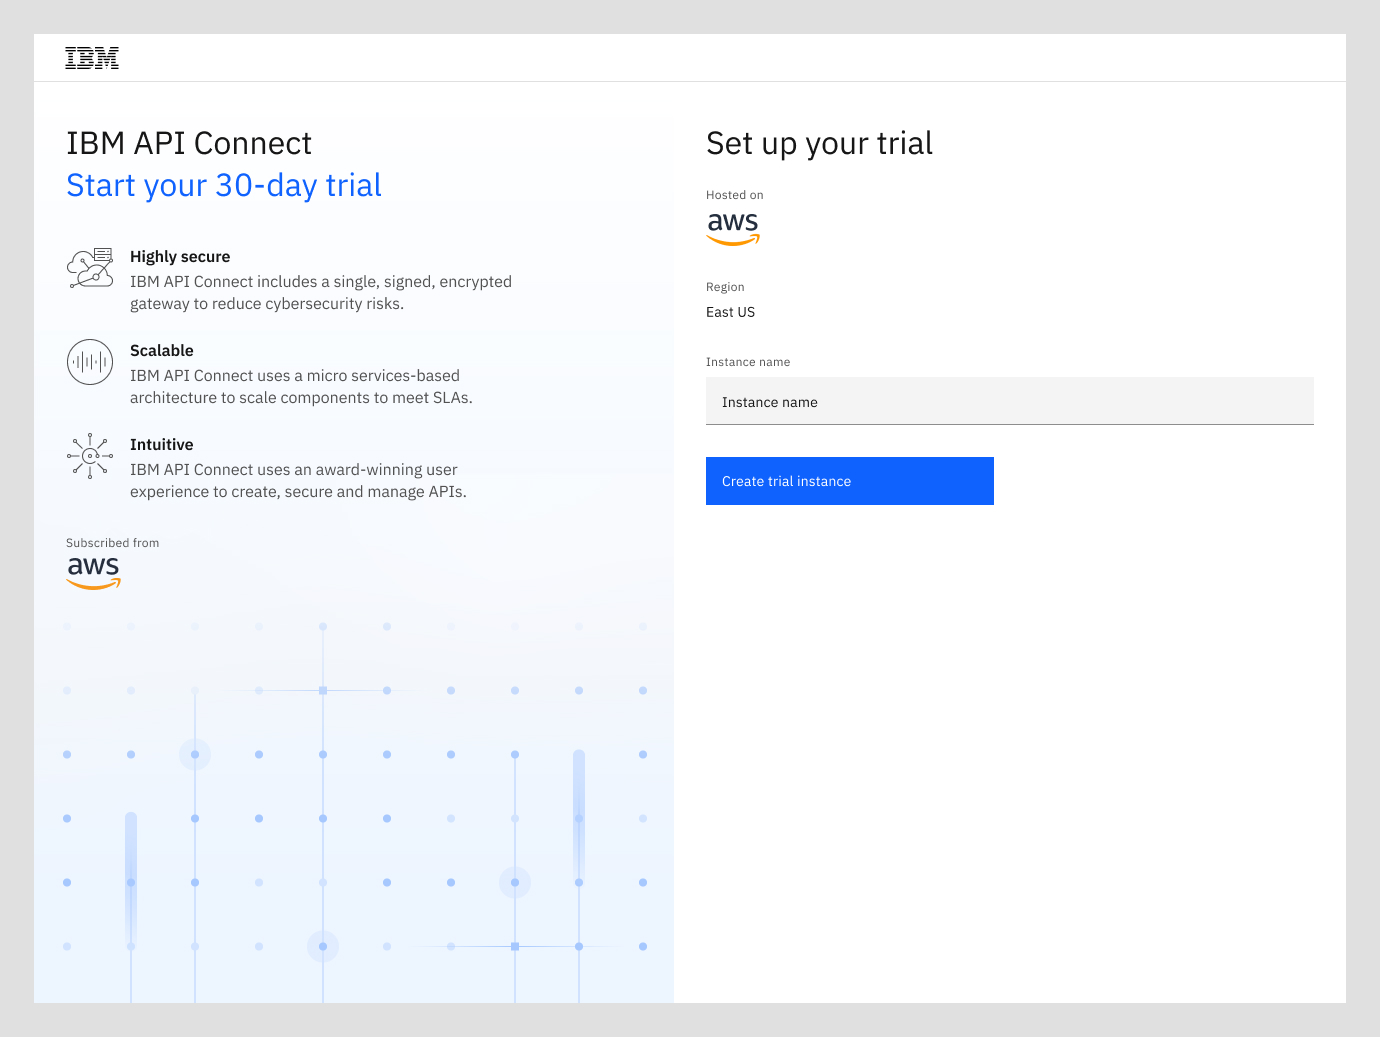 IBM
IBM API Connect
Start your 30-day trial
Highly secure
IBM API Connect includes a single, signed, encrypted
gateway to reduce cybersecurity risks.
Scalable
IBM API Connect uses a micro services-based
architecture to scale components to meet SLAs.
Intuitive
IBM API Connect uses an award-winning user
experience to create, secure and manage APIs.
Subscribed from
aws
Set up your trial
Hosted on
aws
Region
East US
Instance name
Instance name
Create trial instance